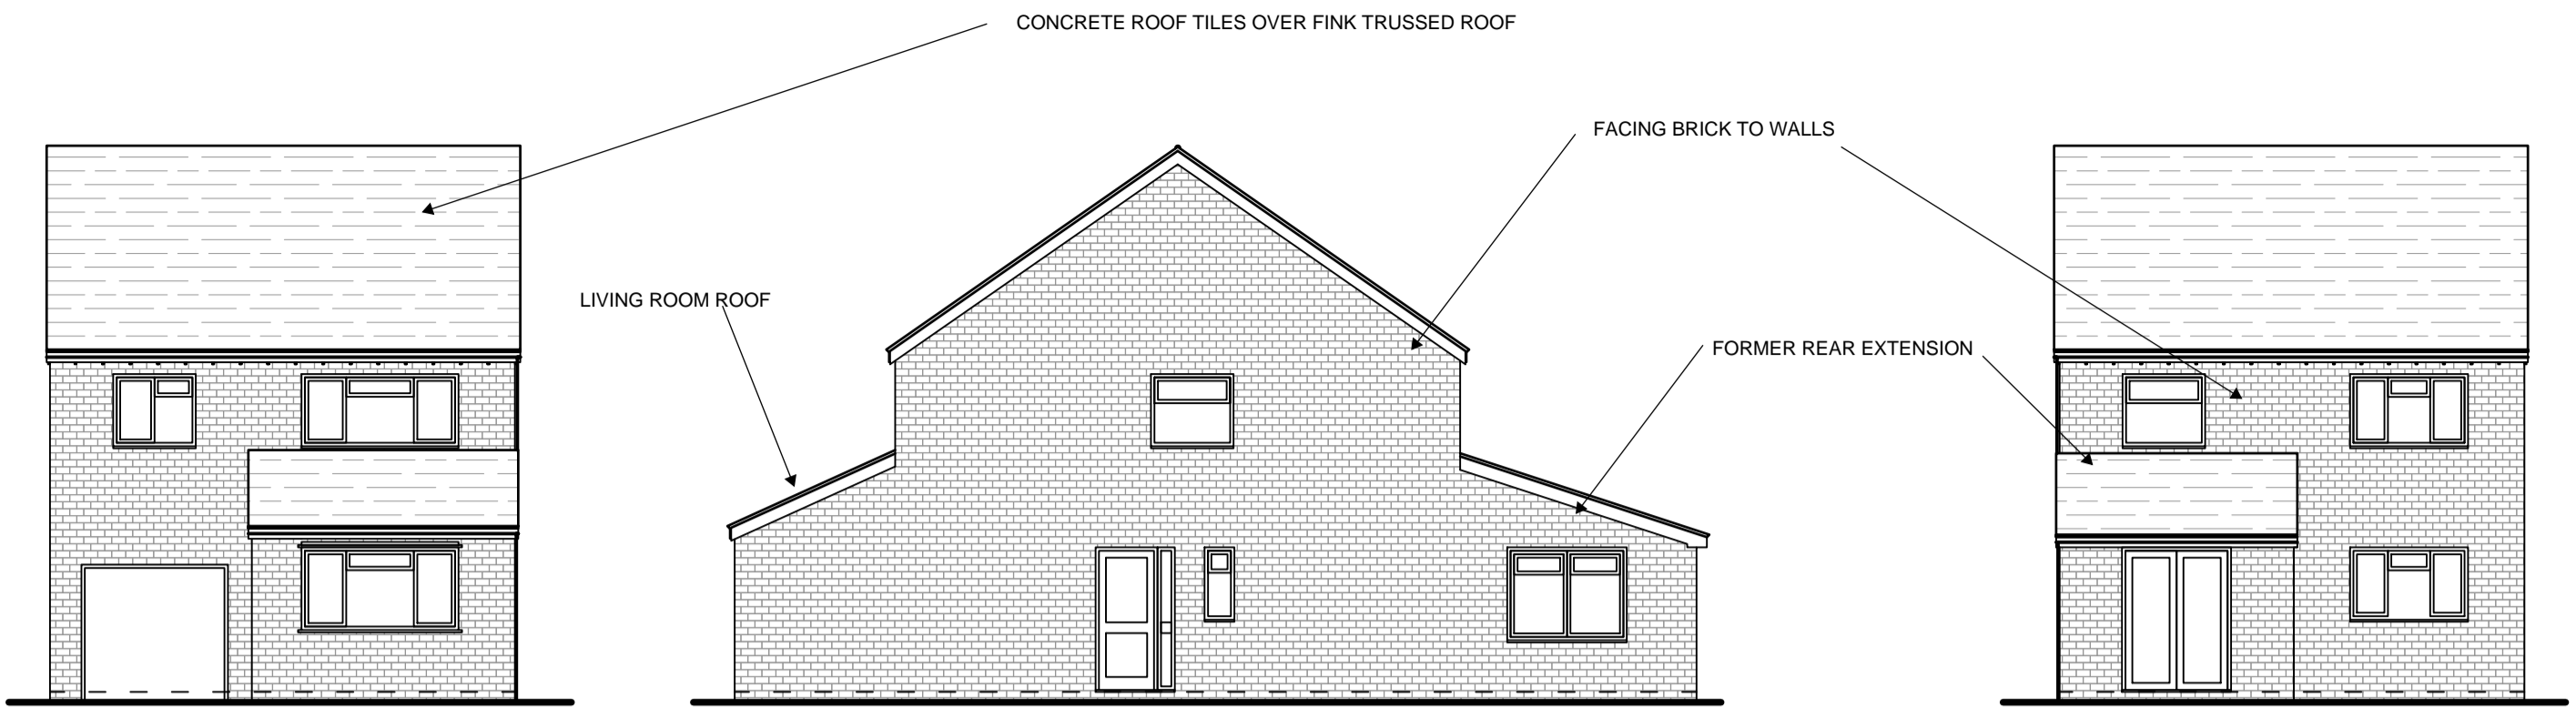 CONCRETE ROOF TILES OVER FINK TRUSSED ROOF
FACING BRICK TO WALLS
LIVING ROOM ROOF
FORMER REAR EXTENSION